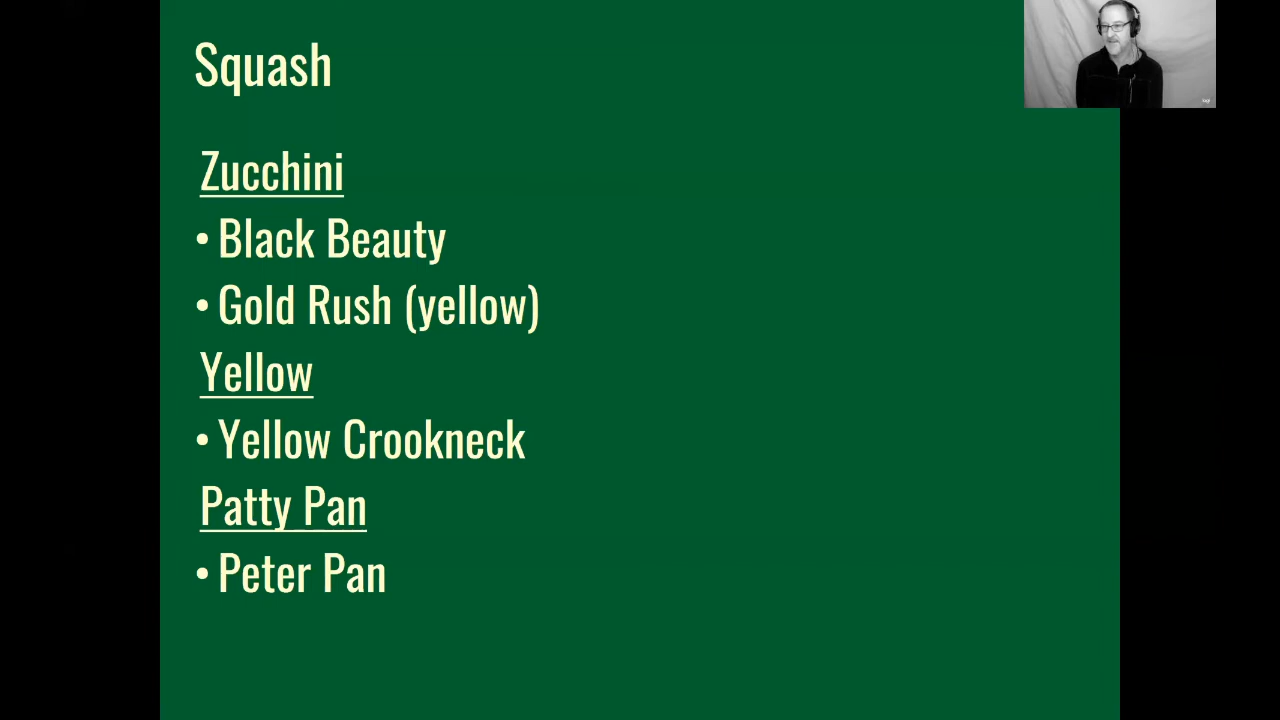 Squash
Zucchini
• Black Beauty
• Gold Rush (yellow)
Yellow
• Yellow Crookneck
Patty Pan
• Peter Pan